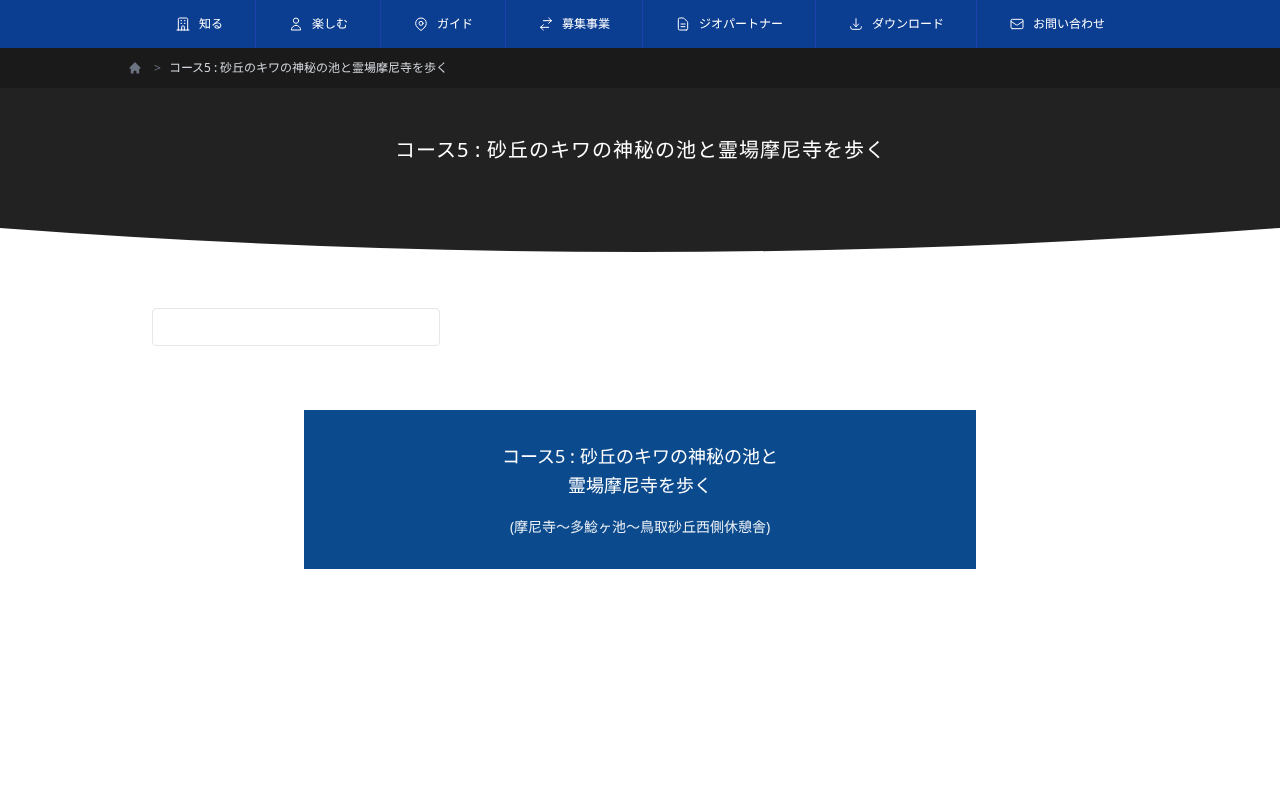 知る 楽しむ ガイド 募集事業 ジオパートナー ダウンロード お問い合わせ
> コース5 : 砂丘のキワの神秘の池と霊場摩尼寺を歩く
コース5 : 砂丘のキワの神秘の池と霊場摩尼寺を歩く
コース5 : 砂丘のキワの神秘の池と
霊場摩尼寺を歩く
(摩尼寺〜多鯰ヶ池〜鳥取砂丘西側休憩舎)